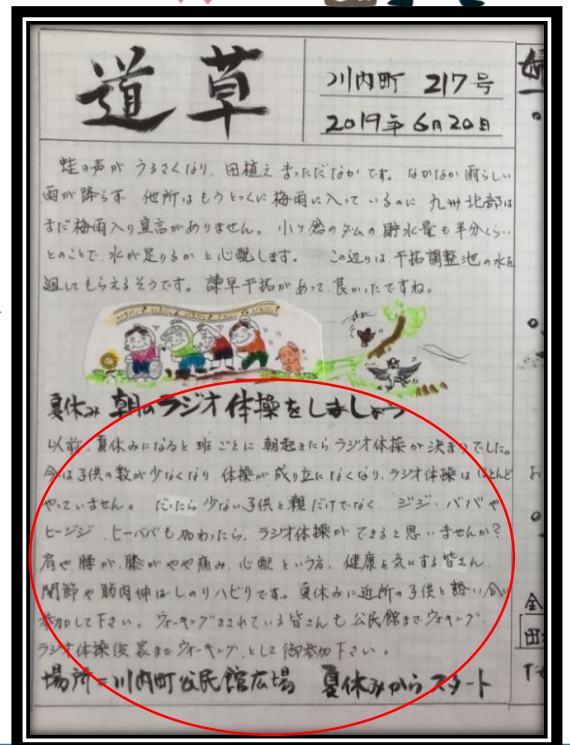 道草
川内町 217号
2019年6月20日
蛙の声が うるさくなり、田植え まっただなか です。なかなか 雨らしい
雨が降らず 他所はもうとっくに梅雨に入っているのに 九州北部は
まだ梅雨入り宣言がありません。小ヶ倉のダムの貯水量も半分くらい
とのことで、水が足りるかと心配します。 この辺りは 干拓調整池の水を
廻してもらえるそうです。諫早干拓があって 良かったですね。
夏休み 朝のラジオ体操をしましょう
以前、夏休みになると 班ごとに 朝起きたら ラジオ体操が決まりでした。
今は子供の数が少なくなり 体操が成り立たなくなり、ラジオ体操は ほとんど
やっていません。 だったら 少ない子供と親だけでなく、ジジ・ババや
ヒージジ、ヒーババも加わったら、ラジオ体操ができると思いませんか?
肩や腰が、膝がやや痛み、心配という方、健康を気にする皆さん、
関節や筋肉伸ばしのリハビリです。夏休みに近所の子供と誘い合い
参加して下さい。 ウォーキングされている皆さんも 公民館までウォーキング、
ラジオ体操後 家までウォーキング、として御参加下さい。
場所=川内町公民館広場 夏休みからスタート